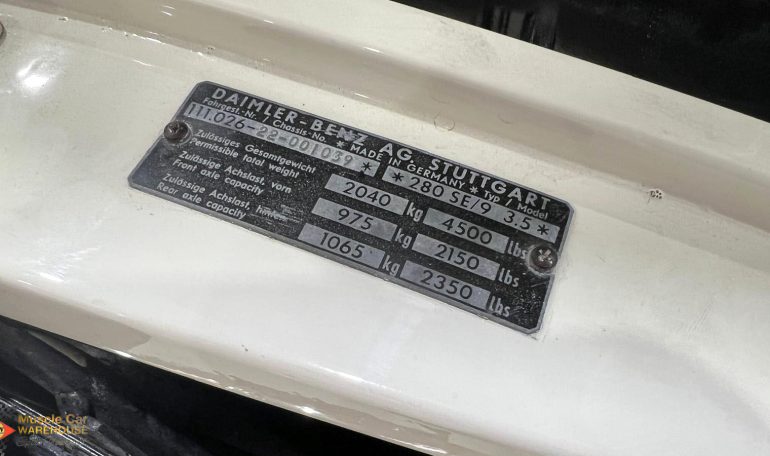 DAIMLER-BENZ AG. STUTTGART
Fahrgest.-Nr. / Chassis-No. * MADE IN GERMANY * Typ / Model
111.026-22-001039 * * 280 SE/9 3,5 *
Zulässiges Gesamtgewicht
Permissible total weight 2040 kg 4500 lbs
Zulässige Achslast, vorn
Front axle capacity 975 kg 2150 lbs
Zulässige Achslast,
Rear axle capacity 1065 kg 2350 lbs
Muscle Car
WAREHOUSE